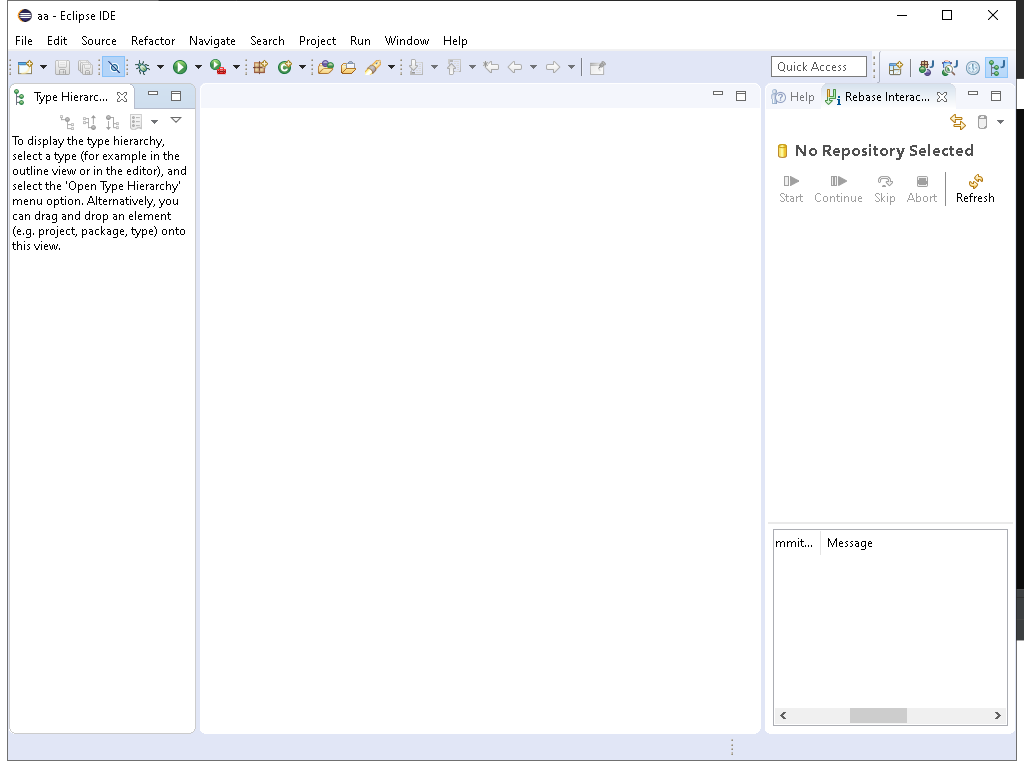 aa - Eclipse IDE
File Edit Source Refactor Navigate Search Project Run Window Help
Quick Access
Type Hierarc...
Help
Rebase Interac...
To display the type hierarchy,
select a type (for example in the
outline view or in the editor), and
select the 'Open Type Hierarchy'
menu option. Alternatively, you
can drag and drop an element
(e.g. project, package, type) onto
this view.
No Repository Selected
Start Continue Skip Abort Refresh
mmit... Message